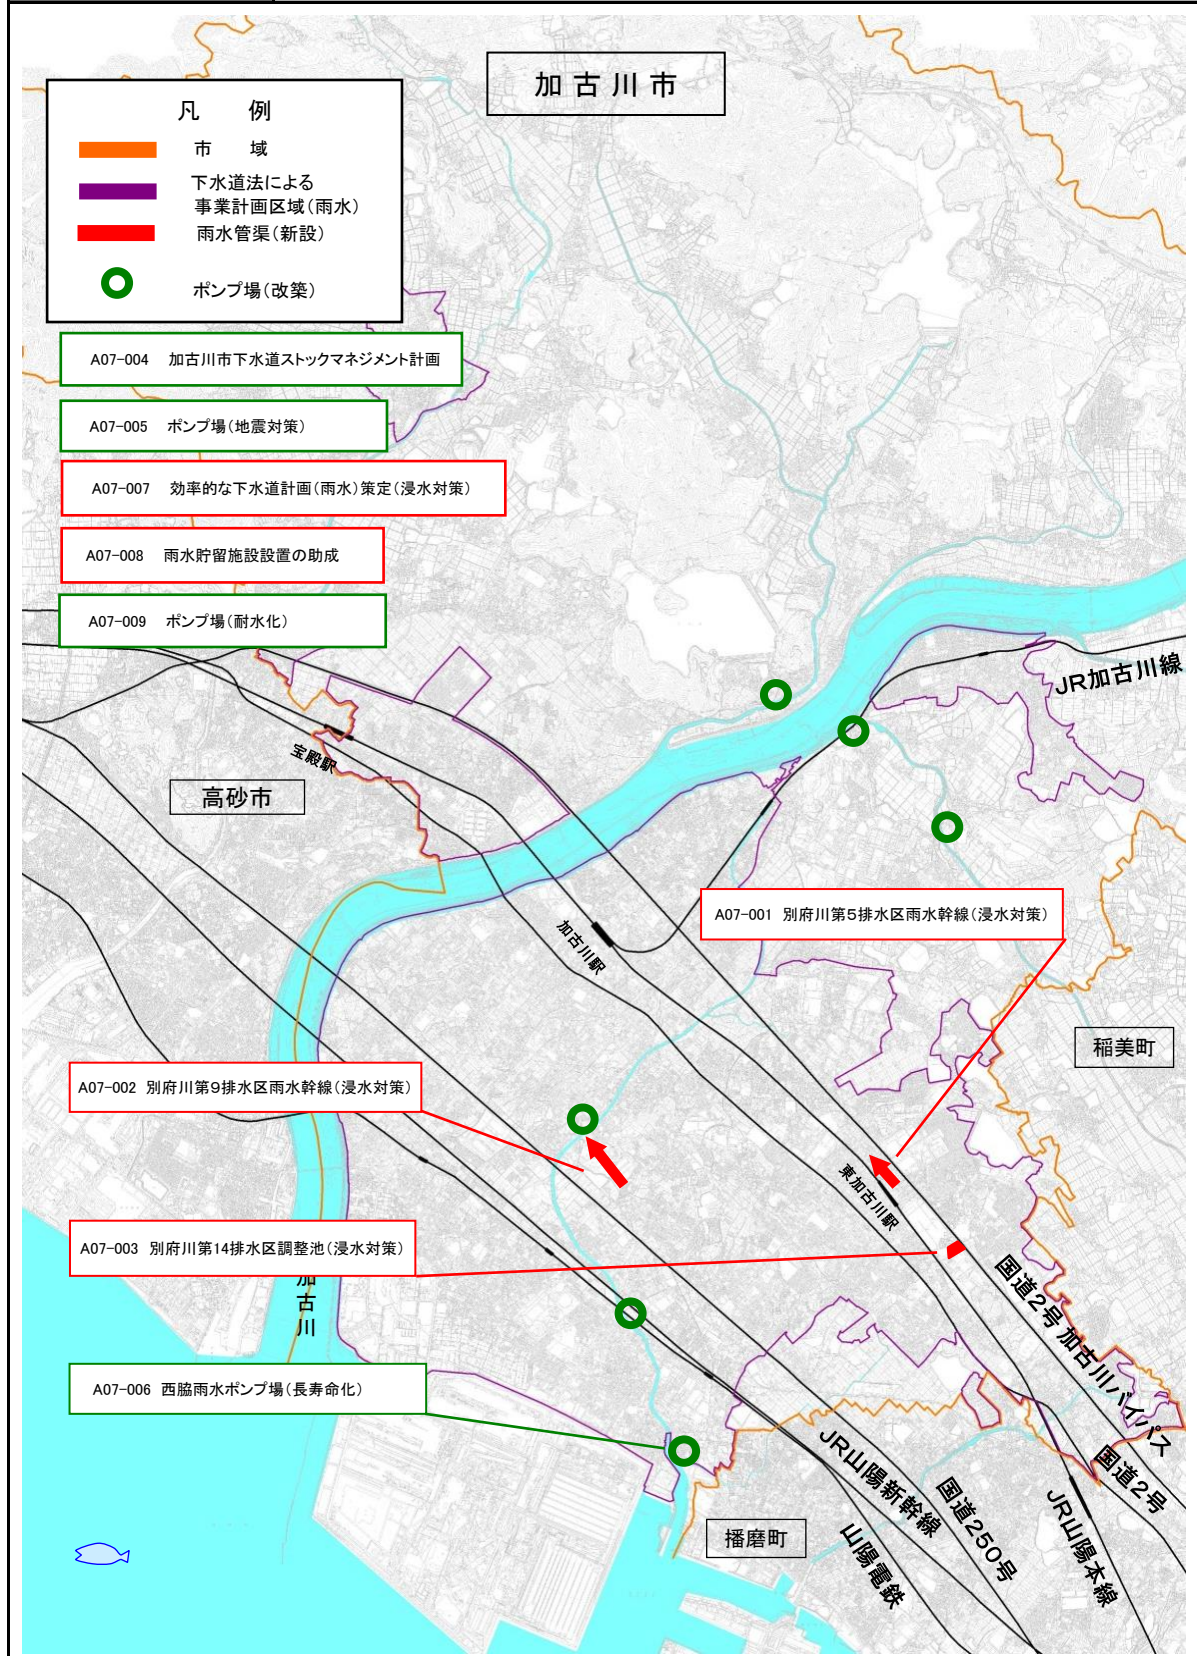 加古川市
凡　例
市　域
下水道法による
事業計画区域(雨水)
雨水管渠(新設)
ポンプ場(改築)
A07-004　加古川市下水道ストックマネジメント計画
A07-005　ポンプ場(地震対策)
A07-007　効率的な下水道計画(雨水)策定(浸水対策)
A07-008　雨水貯留施設設置の助成
A07-009　ポンプ場(耐水化)
JR加古川線
宝殿駅
高砂市
A07-001 別府川第5排水区雨水幹線(浸水対策)
加古川駅
稲美町
A07-002 別府川第9排水区雨水幹線(浸水対策)
東加古川駅
A07-003 別府川第14排水区調整池(浸水対策)
加古川
国道2号 加古川バイパス
A07-006 西脇雨水ポンプ場(長寿命化)
国道2号
JR山陽新幹線
国道250号
JR山陽本線
播磨町
山陽電鉄